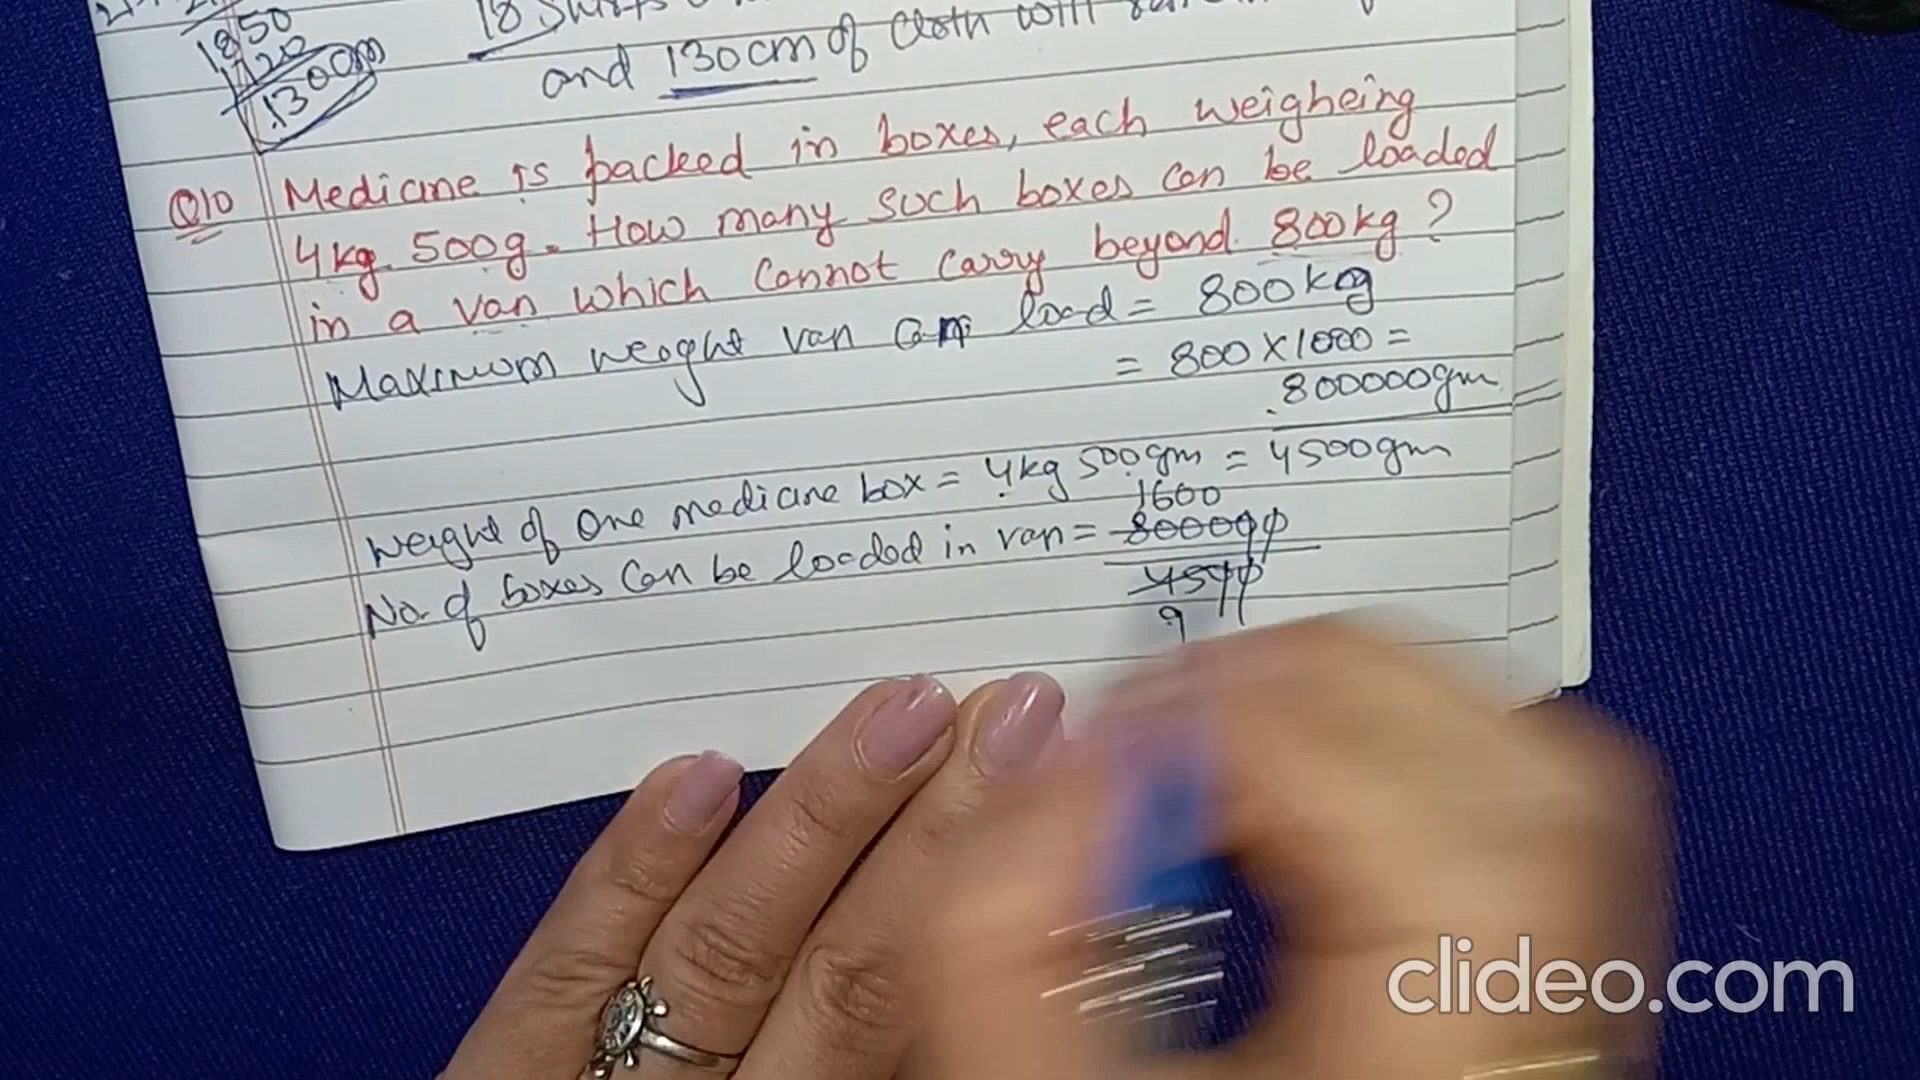 1850
1720
130cm
and 130cm of cloth will
Q10 Medicine is packed in boxes, each weigheing
4kg 500g. How many such boxes can be loaded
in a van which cannot carry beyond 800kg?
Maximum weight van can load = 800kg
= 800 X 1000 =
800000gm
weight of one medicine box = 4kg 500gm = 4500gm
1600
No. of boxes can be loaded in van = 800000
4500
9
clideo.com